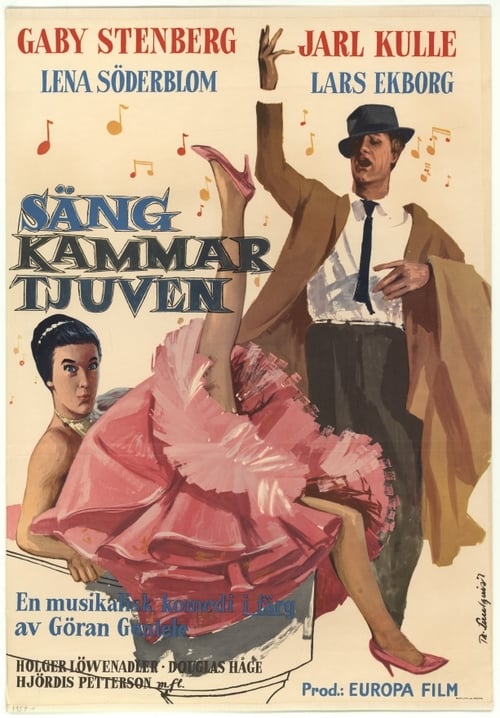 GABY STENBERG
JARL KULLE
LENA SÖDERBLOM
LARS EKBORG
SÄNG
KAMMAR
TJUVEN
En musikalisk komedi i färg
av Göran Gentele
HOLGER LÖWENADLER · DOUGLAS HÅGE
HJÖRDIS PETTERSON mfl.
Prod.: EUROPA FILM